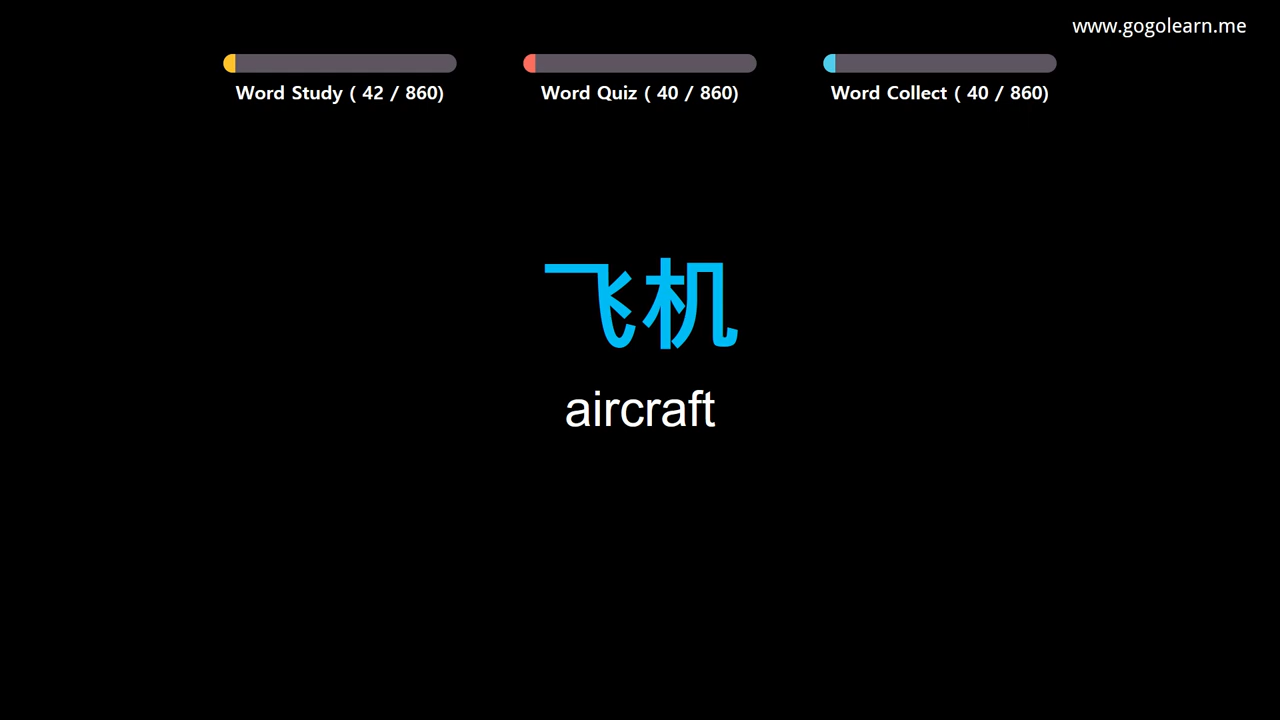 www.gogolearn.me
Word Study ( 42 / 860)
Word Quiz ( 40 / 860)
Word Collect ( 40 / 860)
飞机
aircraft